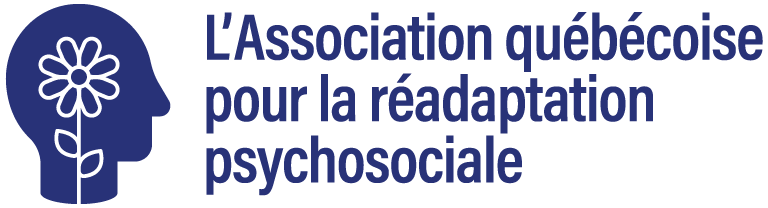 L’Association québécoise
pour la réadaptation
psychosociale